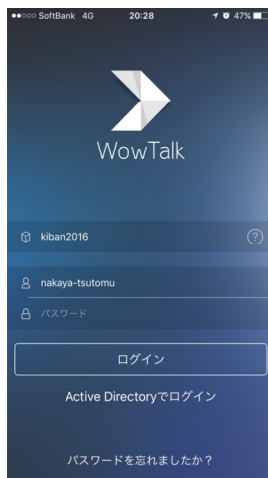 SoftBank 4G 20:28 47%
WowTalk
kiban2016
?
nakaya-tsutomu
パスワード
ログイン
Active Directoryでログイン
パスワードを忘れましたか？